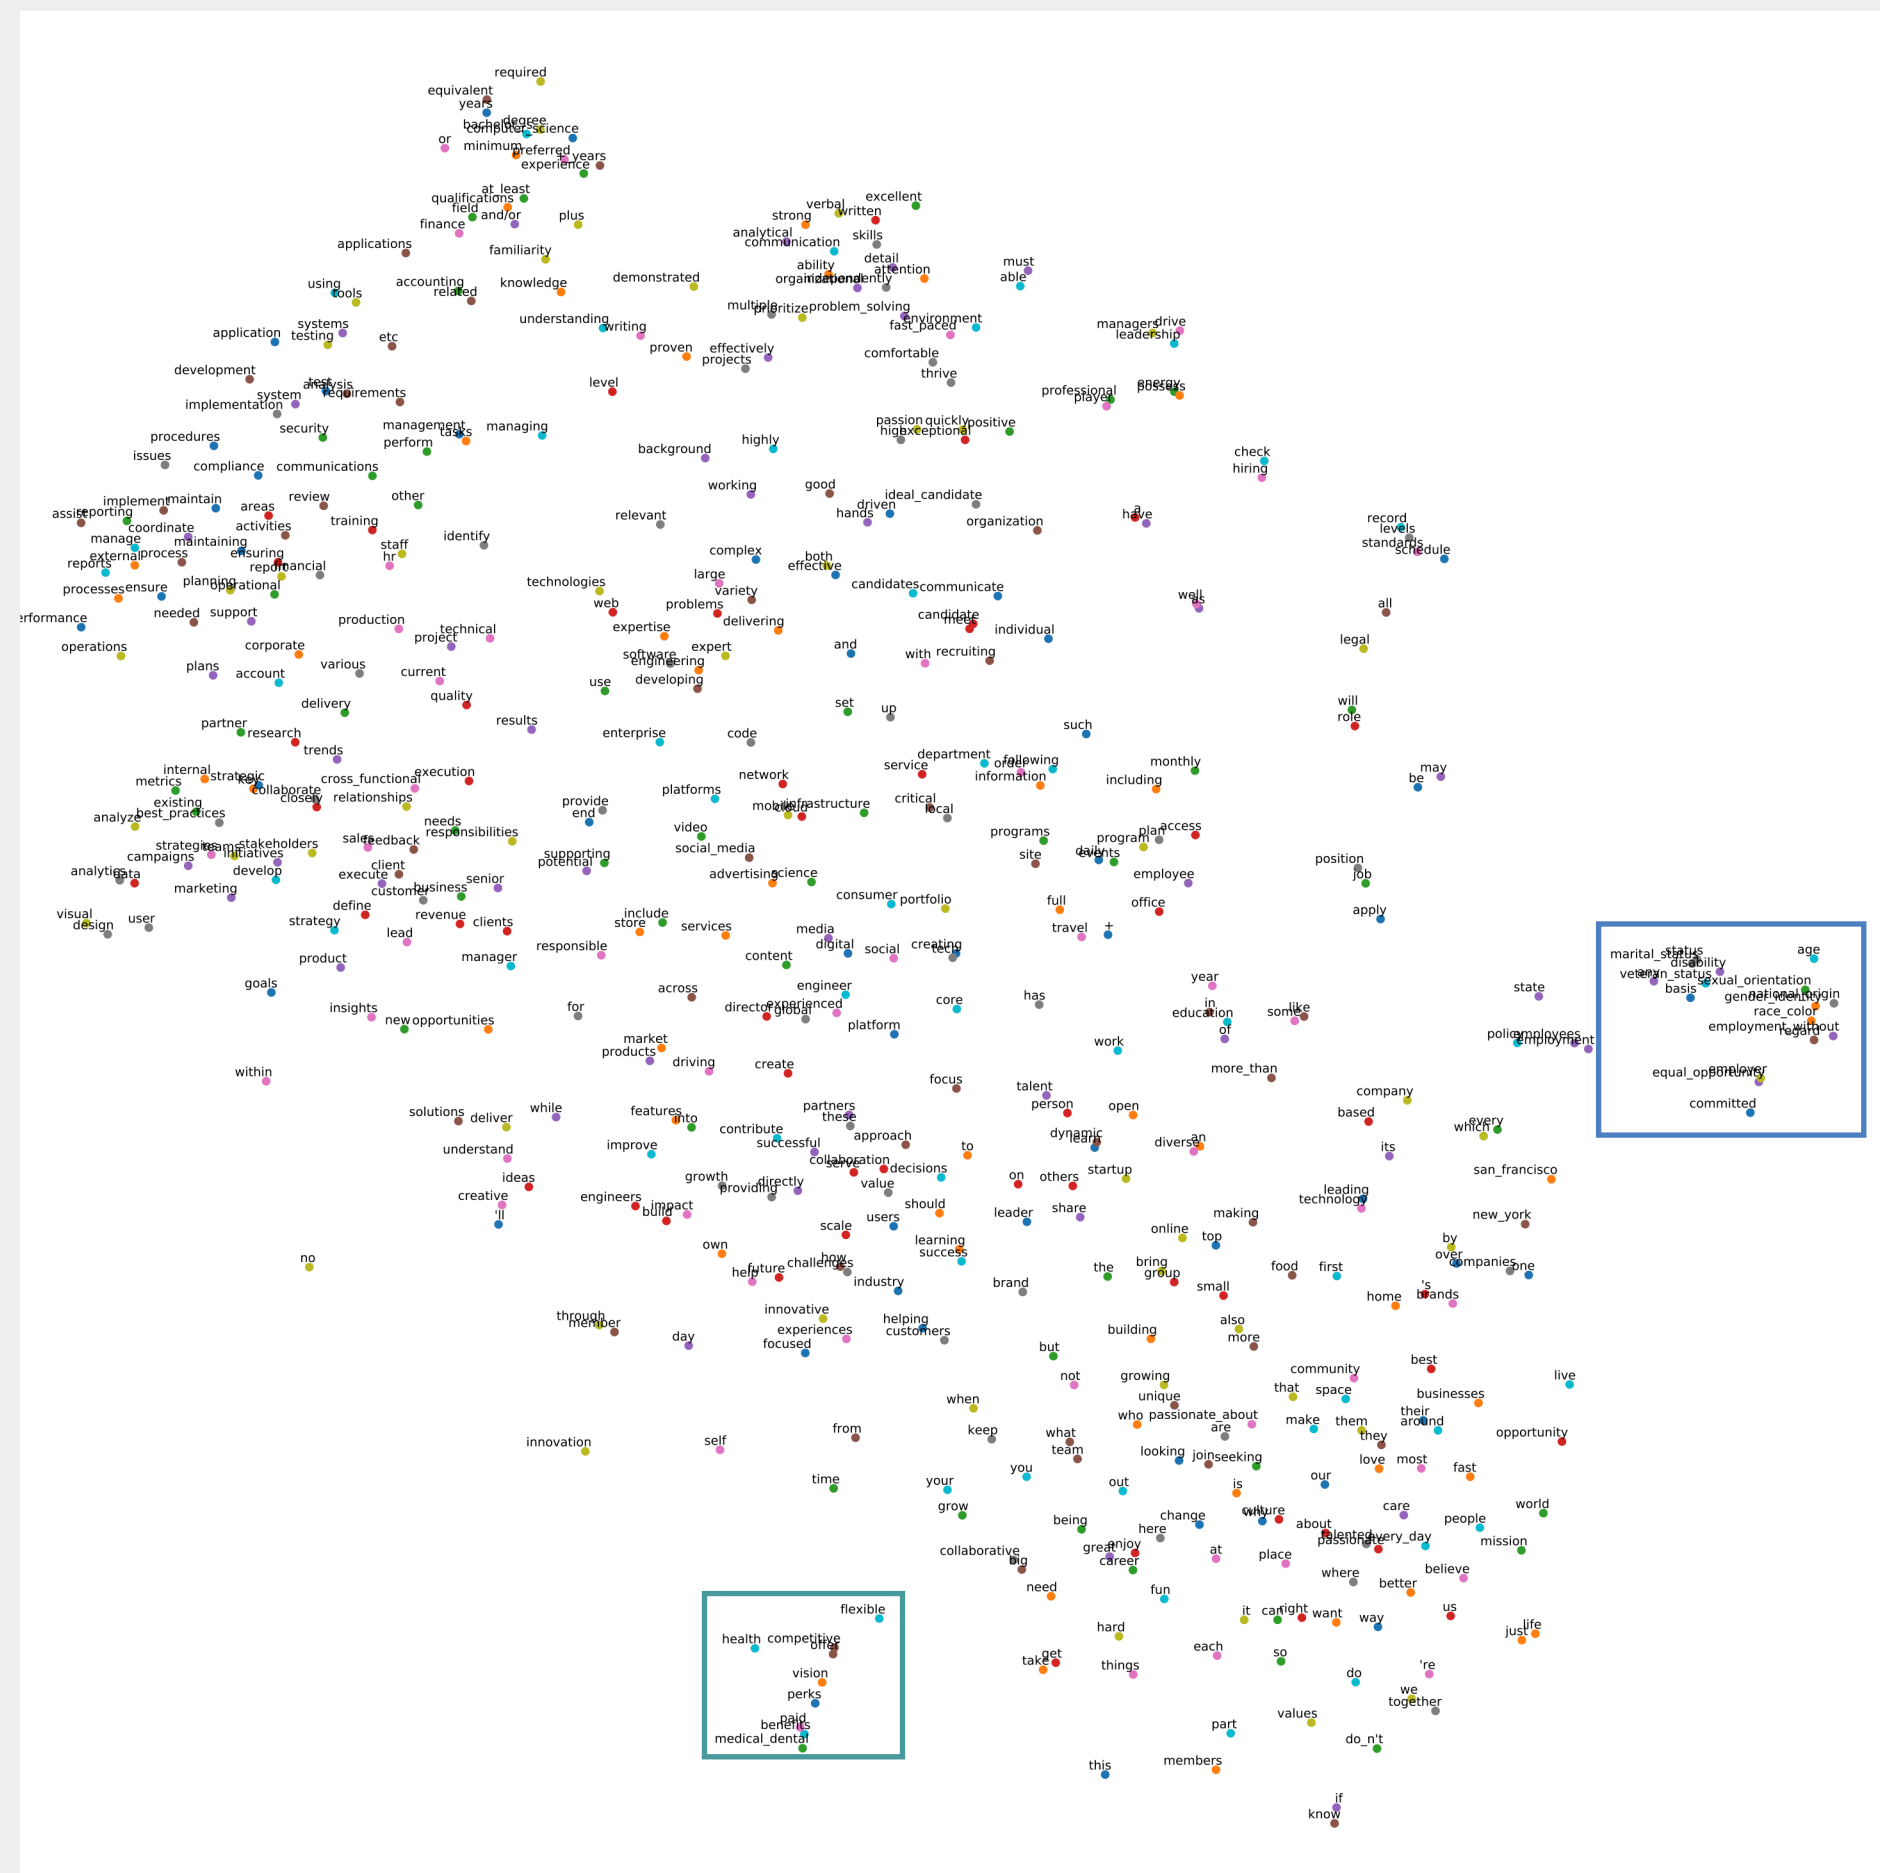 required
equivalent
years
degree
computer_science
or
minimum
preferred
+_years
experience
at_least
qualifications
field
and/or
plus
finance
excellent
verbal
written
strong
analytical
communication
skills
applications
familiarity
detail
ability
attention
must
able
using
tools
accounting
related
knowledge
demonstrated
multiple
prioritize
problem_solving
environment
fast_paced
understanding
writing
systems
testing
application
etc
managers
drive
leadership
proven
effectively
projects
comfortable
thrive
development
test
analysis
requirements
system
implementation
level
professional
player
energy
possess
security
management
tasks
managing
perform
passion
quickly
positive
high
exceptional
procedures
issues
compliance
communications
background
highly
check
hiring
working
good
ideal_candidate
implement
maintain
areas
review
other
assist
reporting
coordinate
activities
training
relevant
hands
driven
organization
a
have
record
levels
standards
schedule
manage
maintaining
external
process
ensuring
staff
hr
identify
reports
report
complex
both
effective
planning
operational
processes
ensure
technologies
large
variety
candidates
communicate
well
as
all
needed
support
web
problems
delivering
candidate
meet
individual
erformance
production
project
technical
expertise
legal
operations
corporate
software
engineering
expert
developing
and
with
recruiting
plans
account
various
current
quality
use
delivery
set
up
will
role
partner
research
results
enterprise
code
such
trends
department
order
following
information
monthly
including
may
be
internal
strategic
key
metrics
collaborate
closely
cross_functional
execution
relationships
network
service
platforms
mobile
cloud
infrastructure
critical
local
provide
end
existing
best_practices
analyze
needs
responsibilities
video
programs
program
plan
access
strategies
teams
initiatives
stakeholders
sales
feedback
campaigns
supporting
potential
social_media
site
daily
events
position
job
analytics
data
develop
client
execute
customer
business
senior
advertising
science
employee
marketing
consumer
portfolio
full
office
apply
visual
design
user
define
strategy
revenue
clients
lead
include
store
services
travel
+
media
digital
social
creating
tech
product
manager
responsible
content
marital_status
status
disability
any
veteran_status
sexual_orientation
age
basis
national_origin
gender_identity
race_color
employment_without
regard
equal_opportunity
employer
committed
goals
across
engineer
core
has
year
state
insights
new
opportunities
for
director
experienced
global
platform
in
education
of
some
like
policy
employees
employment
market
products
driving
create
work
within
focus
more_than
talent
person
open
company
based
solutions
deliver
while
features
into
partners
these
contribute
successful
approach
dynamic
learn
diverse
an
every
which
understand
improve
collaboration
serve
decisions
to
its
ideas
growth
providing
directly
value
on
others
startup
san_francisco
creative
'll
engineers
build
impact
users
should
leader
share
leading
technology
scale
making
new_york
own
how
challenges
learning
success
online
top
by
over
companies
one
no
help
future
industry
brand
the
bring
group
food
first
small
home
's
brands
through
member
innovative
experiences
focused
helping
customers
day
building
also
more
but
not
growing
unique
community
best
live
when
that
space
businesses
who
passionate_about
are
make
them
their
around
they
opportunity
innovation
self
from
keep
what
team
looking
join
seeking
love
most
fast
time
your
you
out
is
our
grow
being
here
change
why
culture
about
care
people
world
talented
passionate
every_day
mission
collaborative
big
great
enjoy
career
at
place
where
believe
need
fun
better
flexible
health
competitive
offer
it
can
right
want
way
us
life
just
hard
take
get
things
each
so
do
're
vision
perks
paid
benefits
medical_dental
we
together
values
part
do_n't
this
members
if
know